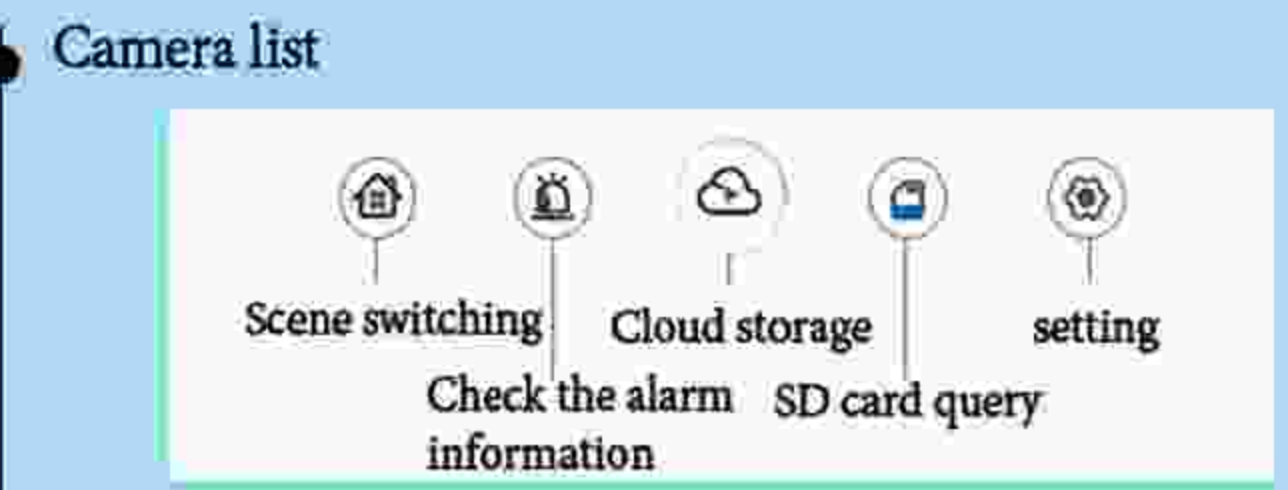 Camera list
Scene switching
Cloud storage
setting
Check the alarm
information
SD card query